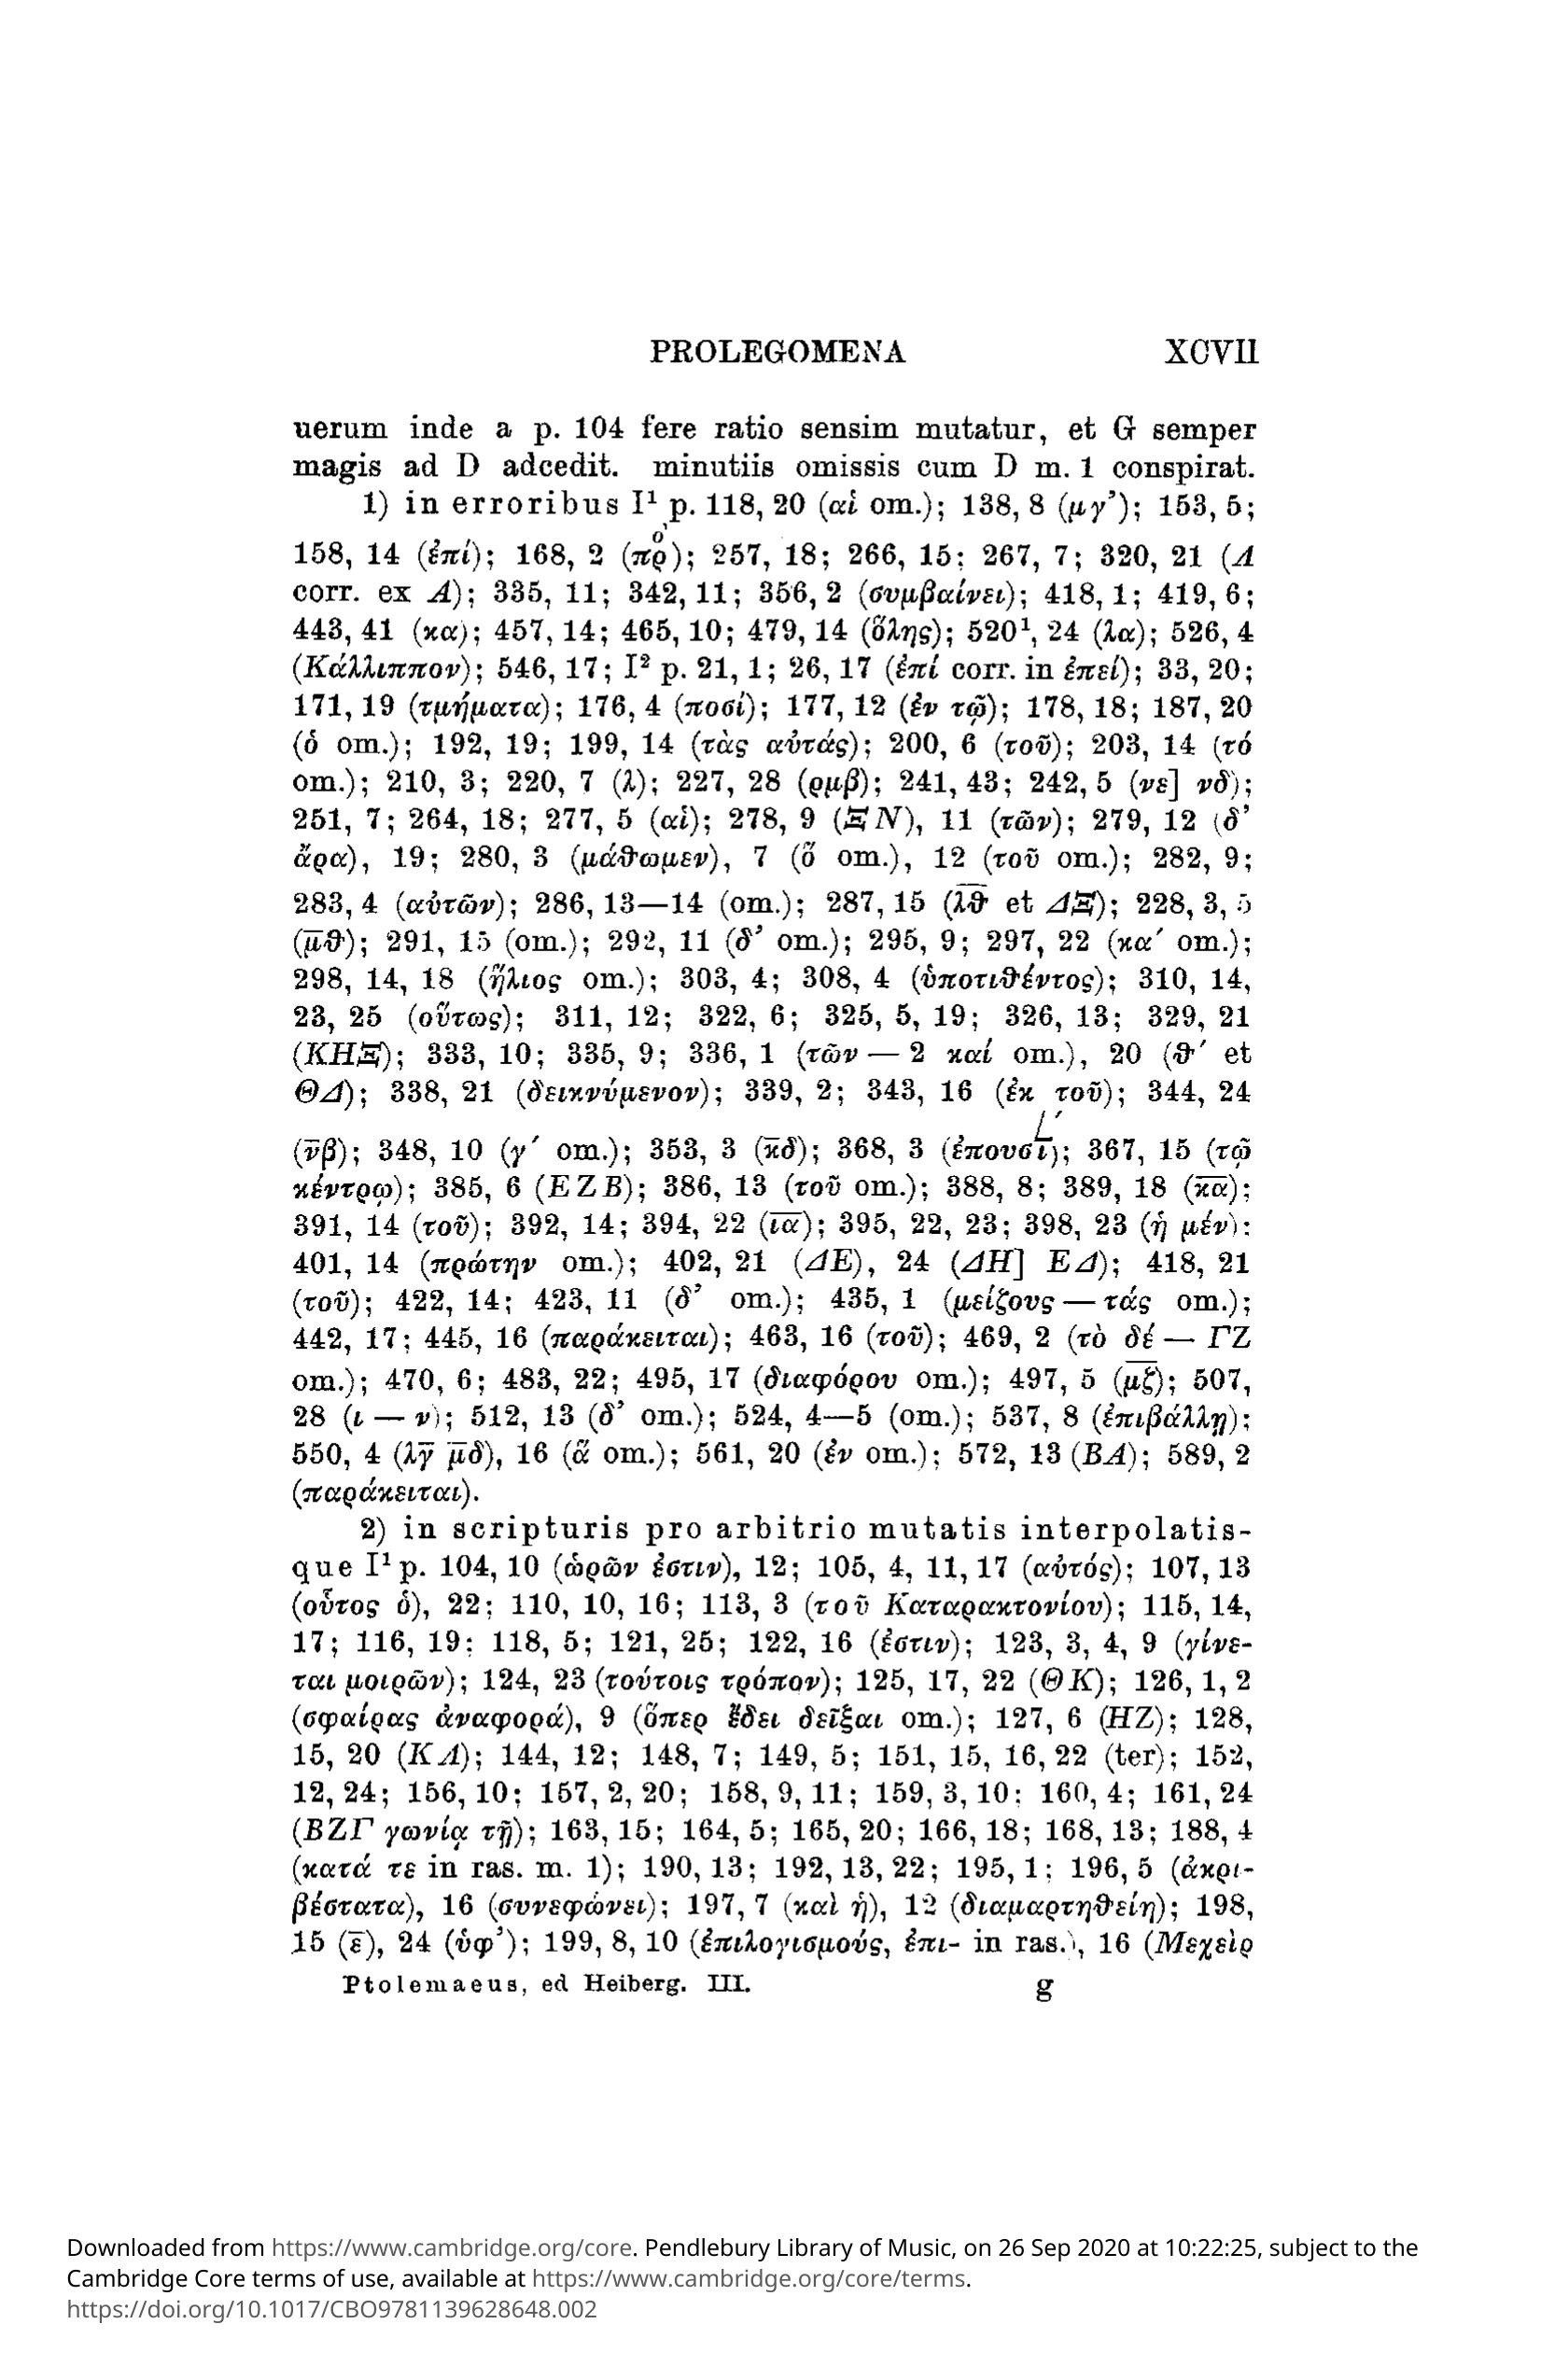 PROLEGOMENA XCVII
uerum inde a p. 104 fere ratio sensim mutatur, et G semper
magis ad D adcedit. minutiis omissis cum D m. 1 conspirat.
1) in erroribus I¹ p. 118, 20 (αἱ om.); 138, 8 (μγ’); 153, 5;
158, 14 (ἐπί); 168, 2 (πρ̊); 257, 18; 266, 15; 267, 7; 320, 21 (Λ
corr. ex Α); 335, 11; 342, 11; 356, 2 (συμβαίνει); 418, 1; 419, 6;
443, 41 (κα); 457, 14; 465, 10; 479, 14 (ὅλης); 520¹, 24 (λα); 526, 4
(Κάλλιππον); 546, 17; I² p. 21, 1; 26, 17 (ἐπί corr. in ἐπεί); 33, 20;
171, 19 (τμήματα); 176, 4 (ποσί); 177, 12 (ἐν τῷ); 178, 18; 187, 20
(ὁ om.); 192, 19; 199, 14 (τὰς αὐτάς); 200, 6 (τοῦ); 203, 14 (τό
om.); 210, 3; 220, 7 (λ); 227, 28 (ρμβ); 241, 43; 242, 5 (νε] νδ);
251, 7; 264, 18; 277, 5 (αἱ); 278, 9 (ΞΝ), 11 (τῶν); 279, 12 (δ’
ἄρα), 19; 280, 3 (μάθωμεν), 7 (ὅ om.), 12 (τοῦ om.); 282, 9;
283, 4 (αὐτῶν); 286, 13—14 (om.); 287, 15 (λ̅θ̅ et ΔΞ); 228, 3, 5
(μ̅θ̅); 291, 15 (om.); 292, 11 (δ’ om.); 295, 9; 297, 22 (κα′ om.);
298, 14, 18 (ἥλιος om.); 303, 4; 308, 4 (ὑποτιθέντος); 310, 14,
23, 25 (οὕτως); 311, 12; 322, 6; 325, 5, 19; 326, 13; 329, 21
(ΚΗΞ); 333, 10; 335, 9; 336, 1 (τῶν — 2 καί om.), 20 (θ′ et
ΘΔ); 338, 21 (δεικνύμενον); 339, 2; 343, 16 (ἐκ τοῦ); 344, 24
(ν̅β); 348, 10 (γ′ om.); 353, 3 (κ̅δ); 368, 3 (ἐπουσι); 367, 15 (τῷ
κέντρῳ); 385, 6 (ΕΖΒ); 386, 13 (τοῦ om.); 388, 8; 389, 18 (κ̅α̅);
391, 14 (τοῦ); 392, 14; 394, 22 (ι̅α̅); 395, 22, 23; 398, 23 (ἡ μέν):
401, 14 (πρώτην om.); 402, 21 (ΔΕ), 24 (ΔΗ] ΕΔ); 418, 21
(τοῦ); 422, 14; 423, 11 (δ’ om.); 435, 1 (μείζους — τάς om.);
442, 17; 445, 16 (παράκειται); 463, 16 (τοῦ); 469, 2 (τὸ δέ — ΓΖ
om.); 470, 6; 483, 22; 495, 17 (διαφόρου om.); 497, 5 (μ̅ζ̅); 507,
28 (ι — ν); 512, 13 (δ’ om.); 524, 4—5 (om.); 537, 8 (ἐπιβάλλῃ);
550, 4 (λγ̅ μ̅δ), 16 (ἅ om.); 561, 20 (ἐν om.); 572, 13 (ΒΑ); 589, 2
(παράκειται).
2) in scripturis pro arbitrio mutatis interpolatis-
que I¹ p. 104, 10 (ὡρῶν ἐστιν), 12; 105, 4, 11, 17 (αὐτός); 107, 13
(οὗτος ὁ), 22; 110, 10, 16; 113, 3 (τοῦ Καταρακτονίου); 115, 14,
17; 116, 19; 118, 5; 121, 25; 122, 16 (ἐστιν); 123, 3, 4, 9 (γίνε-
ται μοιρῶν); 124, 23 (τούτοις τρόπον); 125, 17, 22 (ΘΚ); 126, 1, 2
(σφαίρας ἀναφορά), 9 (ὅπερ ἔδει δεῖξαι om.); 127, 6 (ΗΖ); 128,
15, 20 (ΚΛ); 144, 12; 148, 7; 149, 5; 151, 15, 16, 22 (ter); 152,
12, 24; 156, 10; 157, 2, 20; 158, 9, 11; 159, 3, 10; 160, 4; 161, 24
(ΒΖΓ γωνίᾳ τῇ); 163, 15; 164, 5; 165, 20; 166, 18; 168, 13; 188, 4
(κατά τε in ras. m. 1); 190, 13; 192, 13, 22; 195, 1; 196, 5 (ἀκρι-
βέστατα), 16 (συνεφώνει); 197, 7 (καὶ ἡ), 12 (διαμαρτηθείη); 198,
15 (ε̅), 24 (ὑφ’); 199, 8, 10 (ἐπιλογισμούς, ἐπι- in ras.), 16 (Μεχεὶρ
Ptolemaeus, ed Heiberg. III. g
Downloaded from https://www.cambridge.org/core. Pendlebury Library of Music, on 26 Sep 2020 at 10:22:25, subject to the
Cambridge Core terms of use, available at https://www.cambridge.org/core/terms.
https://doi.org/10.1017/CBO9781139628648.002